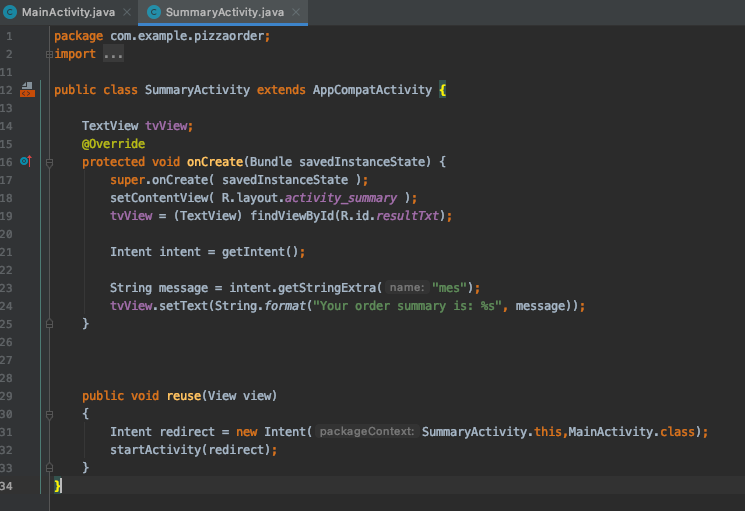 MainActivity.java × SummaryActivity.java ×
1 package com.example.pizzaorder;
2 import ...
11
12 public class SummaryActivity extends AppCompatActivity {
13
14 TextView tvView;
15 @Override
16 protected void onCreate(Bundle savedInstanceState) {
17 super.onCreate( savedInstanceState );
18 setContentView( R.layout.activity_summary );
19 tvView = (TextView) findViewById(R.id.resultTxt);
20
21 Intent intent = getIntent();
22
23 String message = intent.getStringExtra( name: "mes");
24 tvView.setText(String.format("Your order summary is: %s", message));
25 }
26
27
28
29 public void reuse(View view)
30 {
31 Intent redirect = new Intent( packageContext: SummaryActivity.this,MainActivity.class);
32 startActivity(redirect);
33 }
34 }